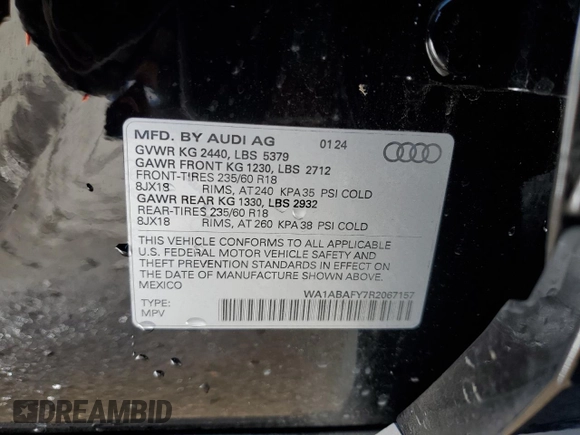 MFD. BY AUDI AG 01 24
GVWR KG 2440, LBS 5379
GAWR FRONT KG 1230, LBS 2712
FRONT-TIRES 235/60 R18
8JX18 RIMS, AT 240 KPA 35 PSI COLD
GAWR REAR KG 1330, LBS 2932
REAR-TIRES 235/60 R18
8JX18 RIMS, AT 260 KPA 38 PSI COLD
THIS VEHICLE CONFORMS TO ALL APPLICABLE
U.S. FEDERAL MOTOR VEHICLE SAFETY AND
THEFT PREVENTION STANDARDS IN EFFECT ON
THE DATE OF MANUFACTURE SHOWN ABOVE.
MEXICO
WA1ABAFY7R2067157
TYPE:
MPV
DREAMBID